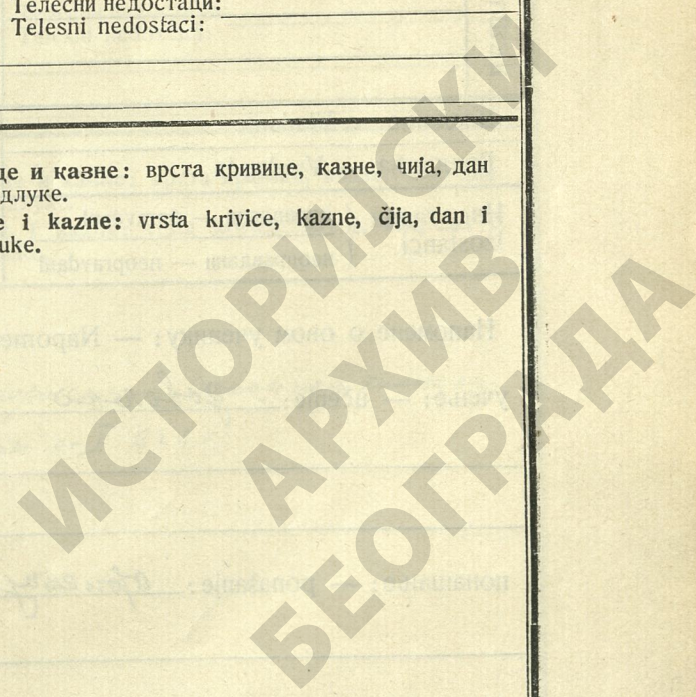 Телесни недостаци:
Telesni nedostaci:
це и казне: врста кривице, казне, чија, дан
длуке.
e i kazne: vrsta krivice, kazne, čija, dan i
uke.
ИСТОРИЈСКИ
АРХИВ
БЕОГРАДА